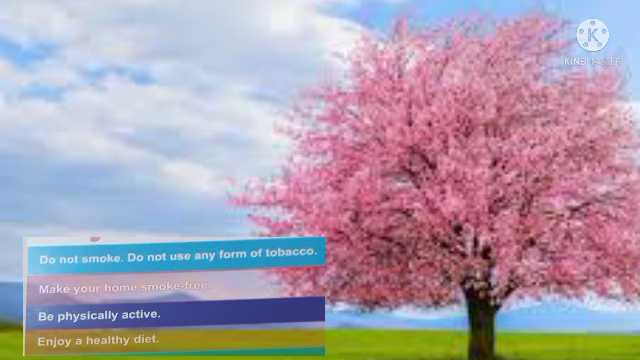 KINEMASTER
Do not smoke. Do not use any form of tobacco.
Make your home smoke-free.
Be physically active.
Enjoy a healthy diet.